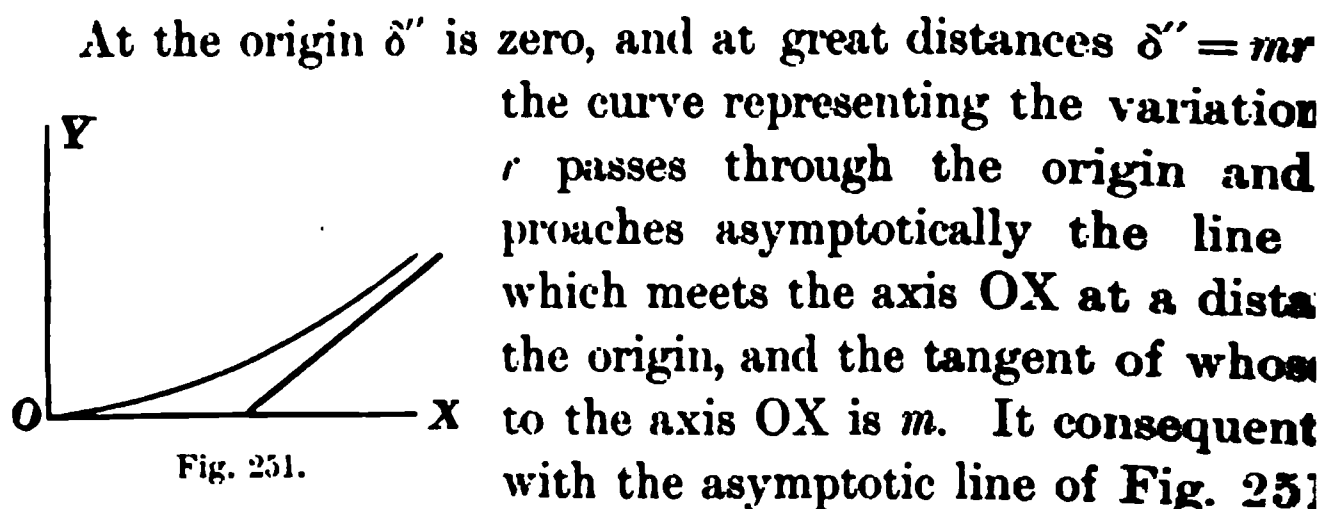 At the origin δ″ is zero, and at great distances δ″ = mr
the curve representing the variation
r passes through the origin and
proaches asymptotically the line
which meets the axis OX at a dista
the origin, and the tangent of whose
to the axis OX is m. It consequent
with the asymptotic line of Fig. 251
Y
O
X
Fig. 251.